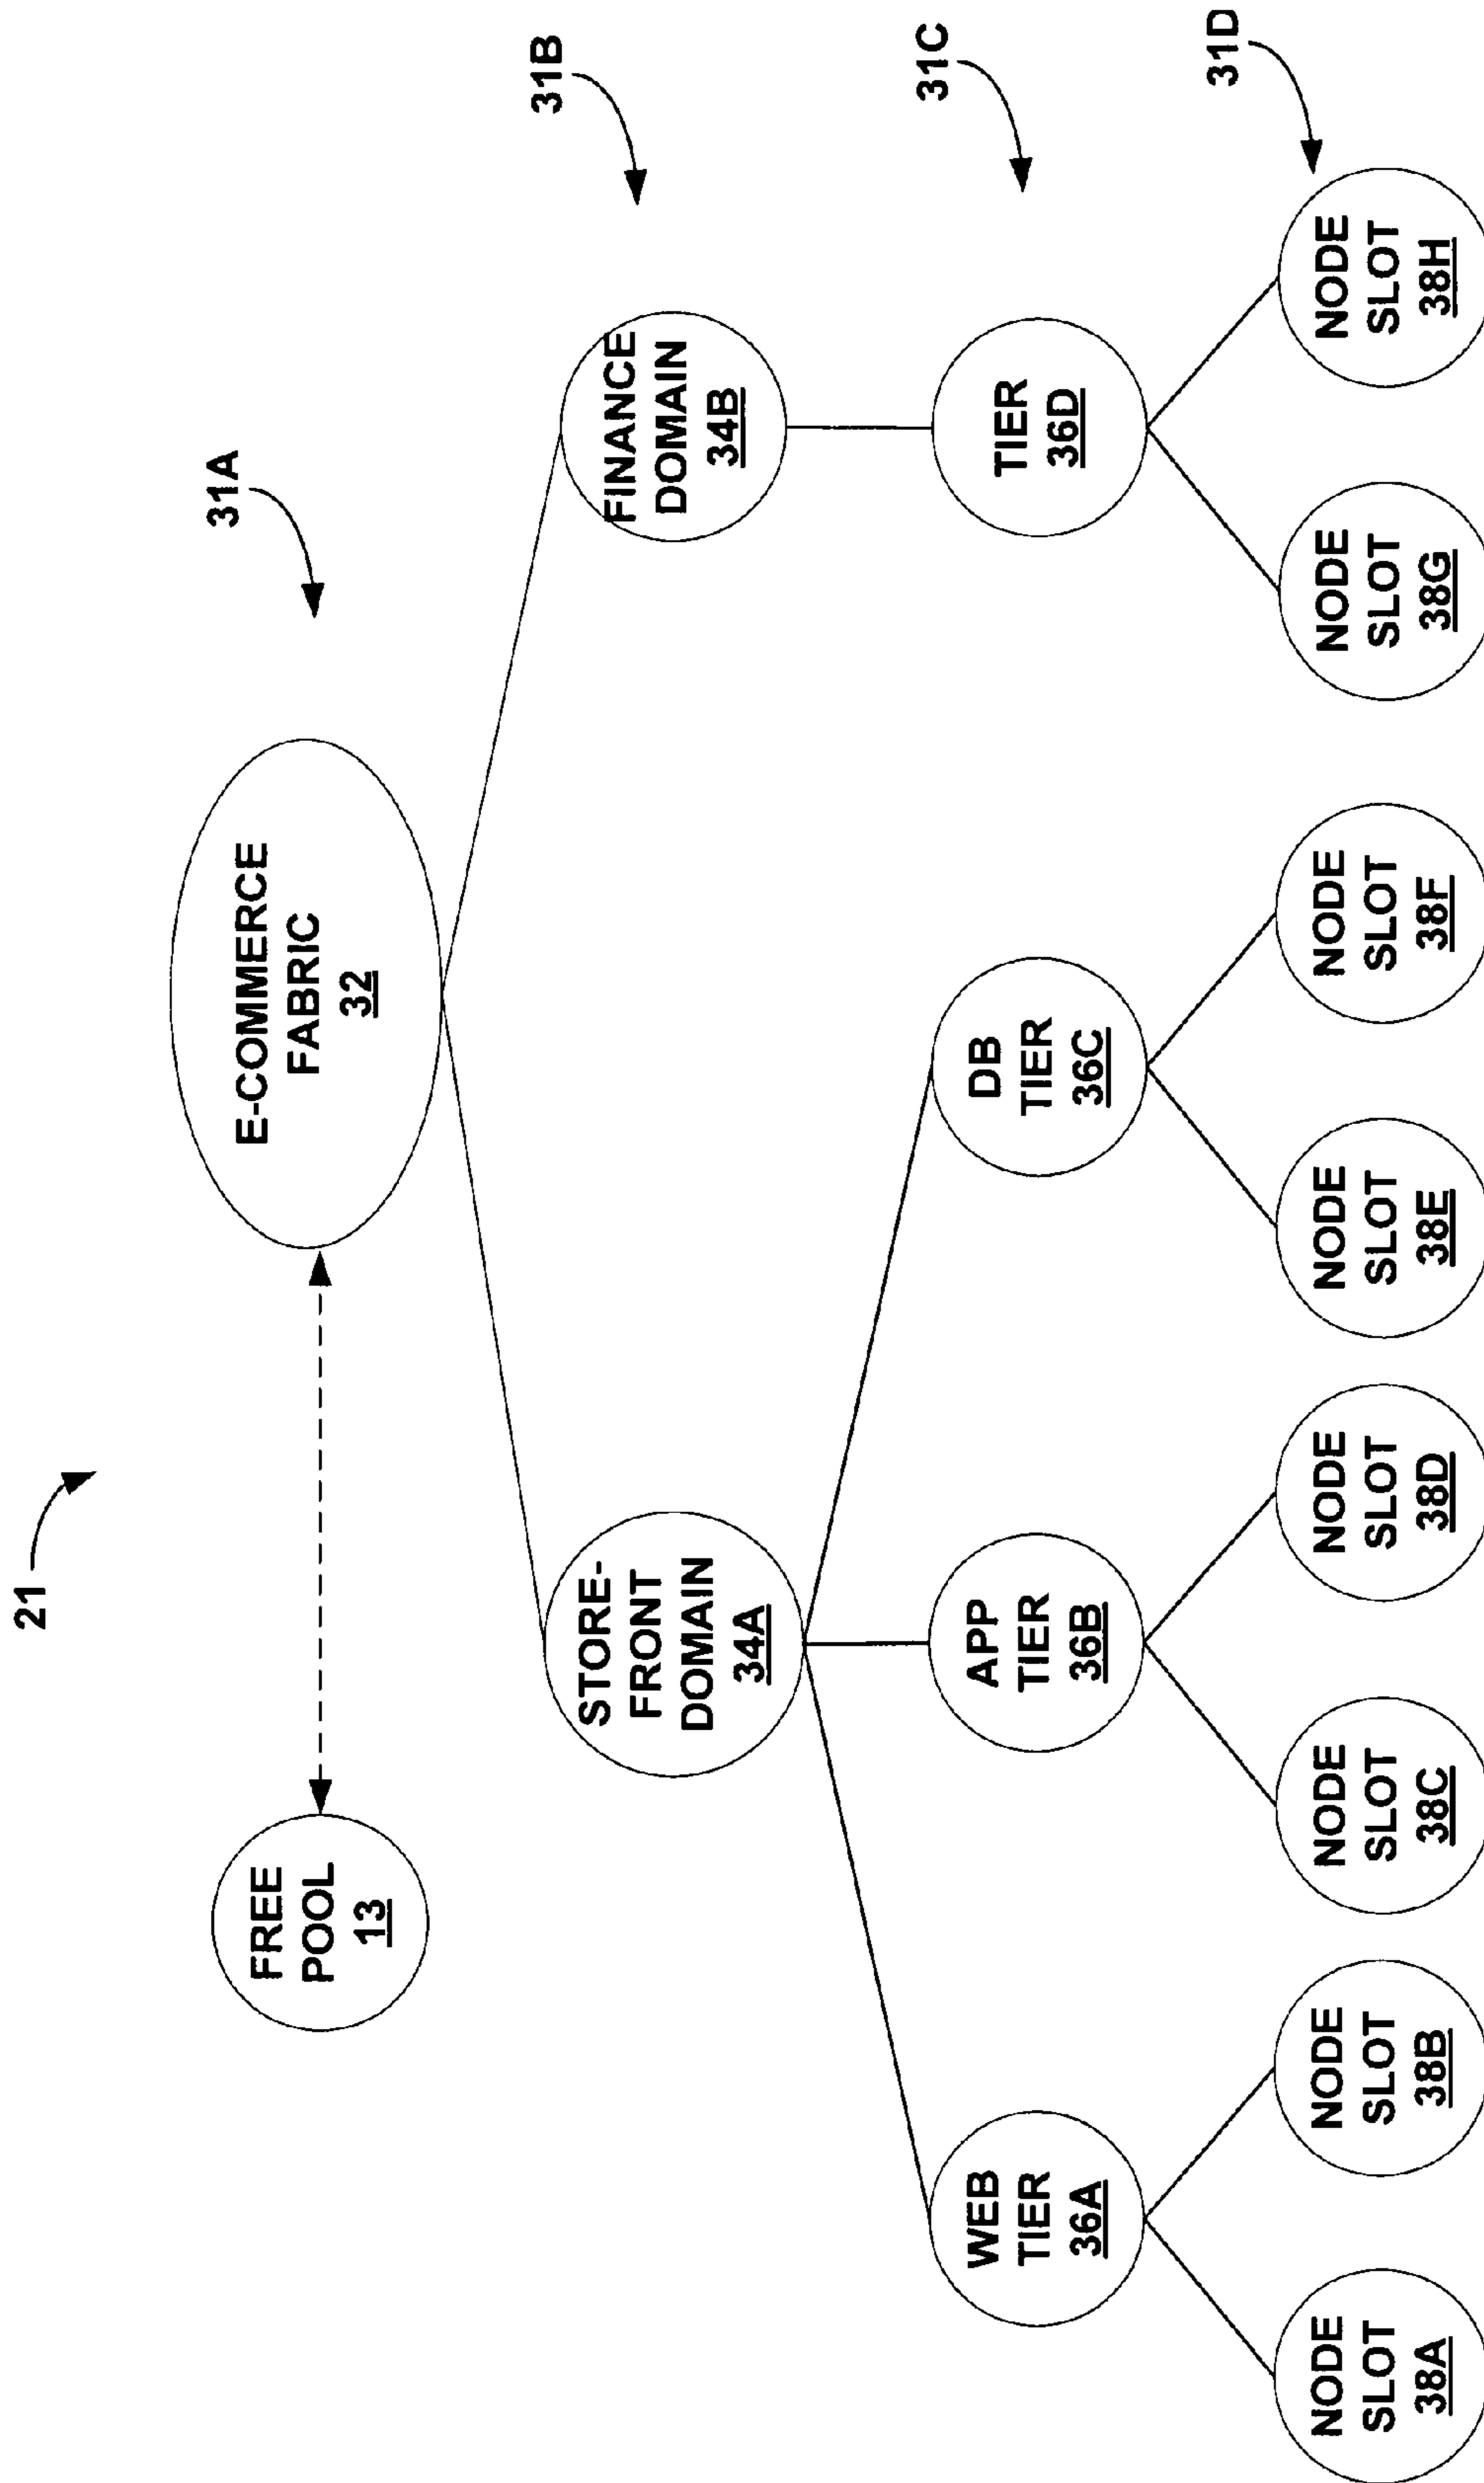 21
31A
FREE
POOL
13
E-COMMERCE
FABRIC
32
31B
STORE-
FRONT
DOMAIN
34A
FINANCE
DOMAIN
34B
31C
WEB
TIER
36A
APP
TIER
36B
DB
TIER
36C
TIER
36D
31D
NODE
SLOT
38A
NODE
SLOT
38B
NODE
SLOT
38C
NODE
SLOT
38D
NODE
SLOT
38E
NODE
SLOT
38F
NODE
SLOT
38G
NODE
SLOT
38H